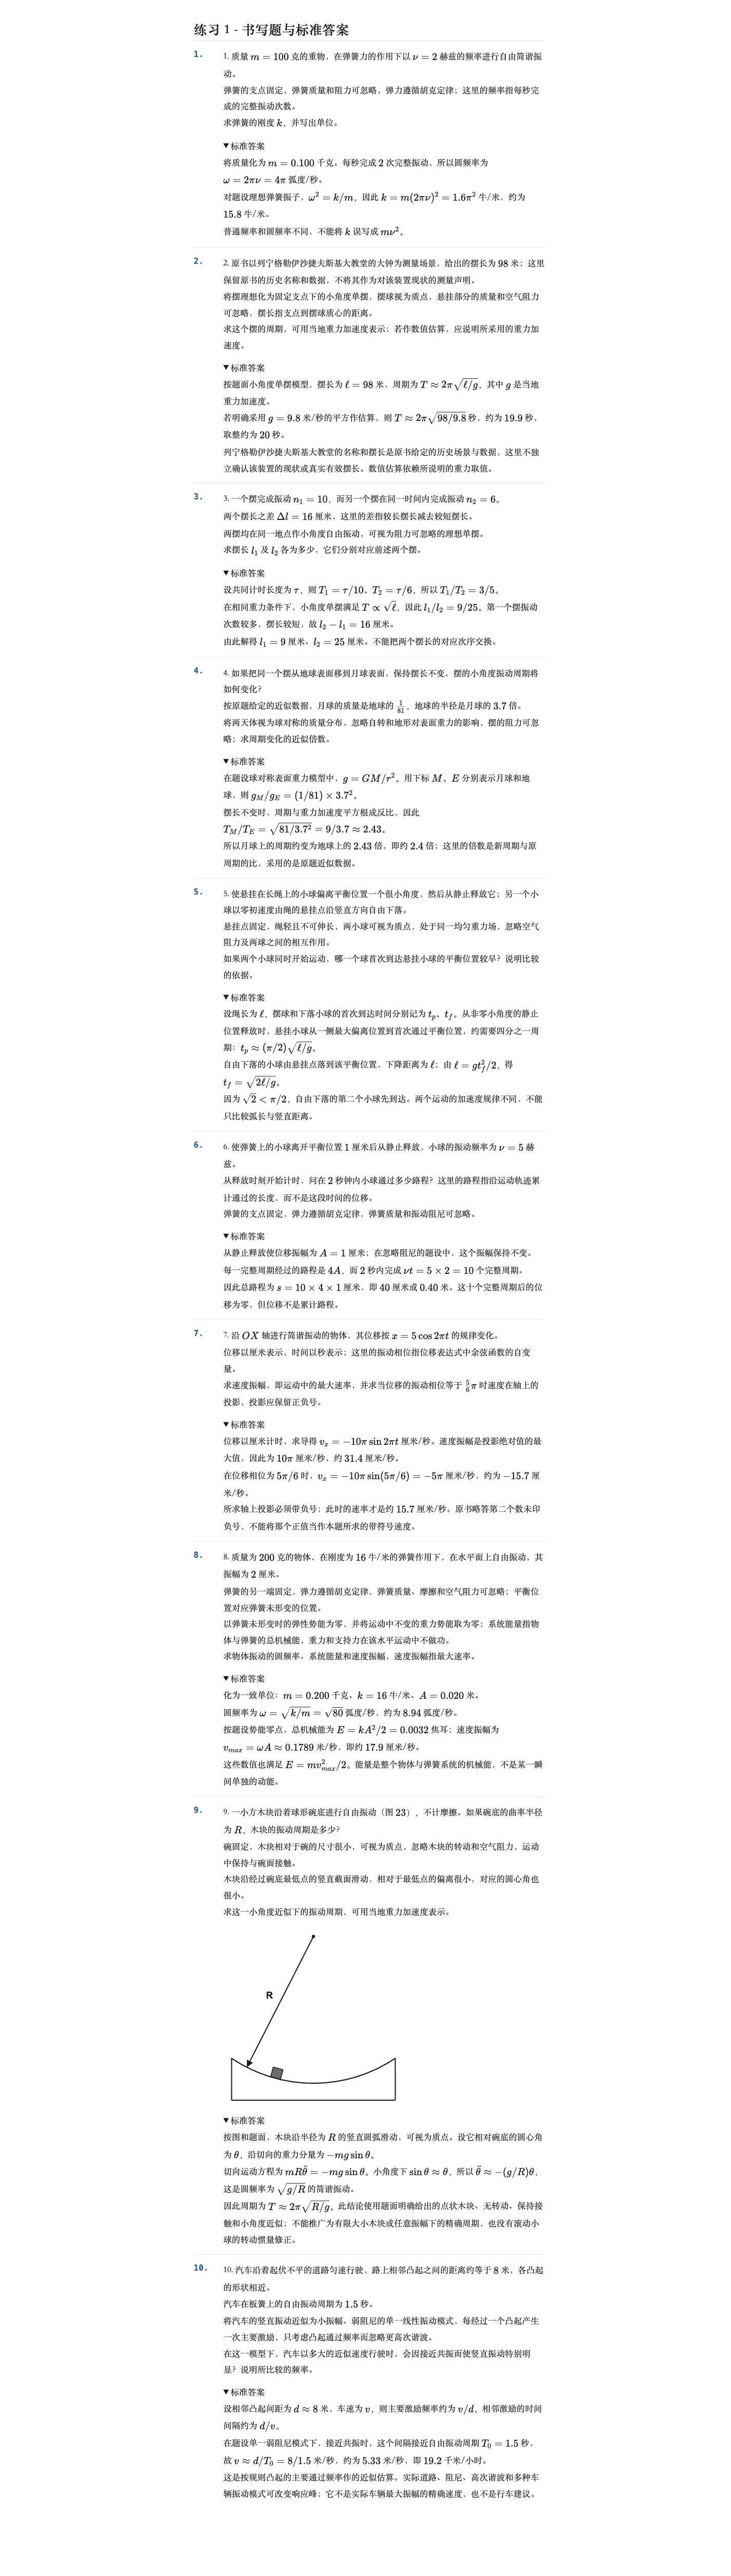 练习 1 - 书写题与标准答案
1.
1. 质量 m = 100 克的重物，在弹簧力的作用下以 ν = 2 赫兹的频率进行自由简谐振
动。
弹簧的支点固定，弹簧质量和阻力可忽略，弹力遵循胡克定律；这里的频率指每秒完
成的完整振动次数。
求弹簧的刚度 k，并写出单位。
▼标准答案
将质量化为 m = 0.100 千克。每秒完成 2 次完整振动，所以圆频率为
ω = 2πν = 4π 弧度/秒。
对题设理想弹簧振子，ω² = k/m，因此 k = m(2πν)² = 1.6π² 牛/米，约为
15.8 牛/米。
普通频率和圆频率不同，不能将 k 误写成 mν²。
2.
2. 原书以列宁格勒伊沙捷夫斯基大教堂的大钟为测量场景，给出的摆长为 98 米；这里
保留原书的历史名称和数据，不将其作为对该装置现状的测量声明。
将摆理想化为固定支点下的小角度单摆，摆球视为质点，悬挂部分的质量和空气阻力
可忽略，摆长指支点到摆球质心的距离。
求这个摆的周期，可用当地重力加速度表示；若作数值估算，应说明所采用的重力加
速度。
▼标准答案
按题面小角度单摆模型，摆长为 ℓ = 98 米，周期为 T ≈ 2π√(ℓ/g)，其中 g 是当地
重力加速度。
若明确采用 g = 9.8 米/秒的平方作估算，则 T ≈ 2π√(98/9.8) 秒，约为 19.9 秒，
取整约为 20 秒。
列宁格勒伊沙捷夫斯基大教堂的名称和摆长是原书给定的历史场景与数据，这里不独
立确认该装置的现状或真实有效摆长。数值估算依赖所说明的重力取值。
3.
3. 一个摆完成振动 n₁ = 10，而另一个摆在同一时间内完成振动 n₂ = 6。
两个摆长之差 Δl = 16 厘米，这里的差指较长摆长减去较短摆长。
两摆均在同一地点作小角度自由振动，可视为阻力可忽略的理想单摆。
求摆长 l₁ 及 l₂ 各为多少，它们分别对应前述两个摆。
▼标准答案
设共同计时长度为 τ，则 T₁ = τ/10、T₂ = τ/6，所以 T₁/T₂ = 3/5。
在相同重力条件下，小角度单摆满足 T ∝ √ℓ，因此 l₁/l₂ = 9/25。第一个摆振动
次数较多，摆长较短，故 l₂ − l₁ = 16 厘米。
由此解得 l₁ = 9 厘米、l₂ = 25 厘米。不能把两个摆长的对应次序交换。
4.
4. 如果把同一个摆从地球表面移到月球表面，保持摆长不变，摆的小角度振动周期将
如何变化？
按原题给定的近似数据，月球的质量是地球的 1/81，地球的半径是月球的 3.7 倍。
将两天体视为球对称的质量分布，忽略自转和地形对表面重力的影响，摆的阻力可忽
略；求周期变化的近似倍数。
▼标准答案
在题设球对称表面重力模型中，g = GM/r²。用下标 M、E 分别表示月球和地
球，则 g_M/g_E = (1/81) × 3.7²。
摆长不变时，周期与重力加速度平方根成反比，因此
T_M/T_E = √(81/3.7²) = 9/3.7 ≈ 2.43。
所以月球上的周期约变为地球上的 2.43 倍，即约 2.4 倍；这里的倍数是新周期与原
周期的比，采用的是原题近似数据。
5.
5. 使悬挂在长绳上的小球偏离平衡位置一个很小角度，然后从静止释放它；另一个小
球以零初速度由绳的悬挂点沿竖直方向自由下落。
悬挂点固定，绳轻且不可伸长，两小球可视为质点，处于同一均匀重力场，忽略空气
阻力及两球之间的相互作用。
如果两个小球同时开始运动，哪一个球首次到达悬挂小球的平衡位置较早？说明比较
的依据。
▼标准答案
设绳长为 ℓ，摆球和下落小球的首次到达时间分别记为 t_p、t_f。从非零小角度的静止
位置释放时，悬挂小球从一侧最大偏离位置到首次通过平衡位置，约需要四分之一周
期：t_p ≈ (π/2)√(ℓ/g)。
自由下落的小球由悬挂点落到该平衡位置，下降距离为 ℓ；由 ℓ = gt_f²/2，得
t_f = √(2ℓ/g)。
因为 √2 < π/2，自由下落的第二个小球先到达。两个运动的加速度规律不同，不能
只比较弧长与竖直距离。
6.
6. 使弹簧上的小球离开平衡位置 1 厘米后从静止释放，小球的振动频率为 ν = 5 赫
兹。
从释放时刻开始计时，问在 2 秒钟内小球通过多少路程？这里的路程指沿运动轨迹累
计通过的长度，而不是这段时间的位移。
弹簧的支点固定，弹力遵循胡克定律，弹簧质量和振动阻尼可忽略。
▼标准答案
从静止释放使位移振幅为 A = 1 厘米；在忽略阻尼的题设中，这个振幅保持不变。
每一完整周期经过的路程是 4A，而 2 秒内完成 νt = 5 × 2 = 10 个完整周期。
因此总路程为 s = 10 × 4 × 1 厘米，即 40 厘米或 0.40 米。这十个完整周期后的位
移为零，但位移不是累计路程。
7.
7. 沿 OX 轴进行简谐振动的物体，其位移按 x = 5 cos 2πt 的规律变化。
位移以厘米表示，时间以秒表示；这里的振动相位指位移表达式中余弦函数的自变
量。
求速度振幅，即运动中的最大速率，并求当位移的振动相位等于 5/6 π 时速度在轴上的
投影，投影应保留正负号。
▼标准答案
位移以厘米计时，求导得 vₓ = −10π sin 2πt 厘米/秒。速度振幅是投影绝对值的最
大值，因此为 10π 厘米/秒，约 31.4 厘米/秒。
在位移相位为 5π/6 时，vₓ = −10π sin(5π/6) = −5π 厘米/秒，约为 −15.7 厘
米/秒。
所求轴上投影必须带负号；此时的速率才是约 15.7 厘米/秒。原书略答第二个数未印
负号，不能将那个正值当作本题所求的带符号速度。
8.
8. 质量为 200 克的物体，在刚度为 16 牛/米的弹簧作用下，在水平面上自由振动，其
振幅为 2 厘米。
弹簧的另一端固定，弹力遵循胡克定律，弹簧质量、摩擦和空气阻力可忽略；平衡位
置对应弹簧未形变的位置。
以弹簧未形变时的弹性势能为零，并将运动中不变的重力势能取为零；系统能量指物
体与弹簧的总机械能，重力和支持力在该水平运动中不做功。
求物体振动的圆频率、系统能量和速度振幅，速度振幅指最大速率。
▼标准答案
化为一致单位：m = 0.200 千克、k = 16 牛/米、A = 0.020 米。
圆频率为 ω = √(k/m) = √80 弧度/秒，约为 8.94 弧度/秒。
按题设势能零点，总机械能为 E = kA²/2 = 0.0032 焦耳；速度振幅为
v_max = ωA ≈ 0.1789 米/秒，即约 17.9 厘米/秒。
这些数值也满足 E = mv²_max/2。能量是整个物体与弹簧系统的机械能，不是某一瞬
间单独的动能。
9.
9. 一小方木块沿着球形碗底进行自由振动（图 23），不计摩擦。如果碗底的曲率半径
为 R，木块的振动周期是多少？
碗固定，木块相对于碗的尺寸很小，可视为质点，忽略木块的转动和空气阻力，运动
中保持与碗面接触。
木块沿经过碗底最低点的竖直截面滑动，相对于最低点的偏离很小，对应的圆心角也
很小。
求这一小角度近似下的振动周期，可用当地重力加速度表示。
R
▼标准答案
按图和题面，木块沿半径为 R 的竖直圆弧滑动，可视为质点。设它相对碗底的圆心角
为 θ，沿切向的重力分量为 −mg sin θ。
切向运动方程为 mRθ̈ = −mg sin θ。小角度下 sin θ ≈ θ，所以 θ̈ ≈ −(g/R)θ，
这是圆频率为 √(g/R) 的简谐振动。
因此周期为 T ≈ 2π√(R/g)。此结论使用题面明确给出的点状木块、无转动、保持接
触和小角度近似；不能推广为有限大小木块或任意振幅下的精确周期，也没有滚动小
球的转动惯量修正。
10.
10. 汽车沿着起伏不平的道路匀速行驶，路上相邻凸起之间的距离约等于 8 米，各凸起
的形状相近。
汽车在板簧上的自由振动周期为 1.5 秒。
将汽车的竖直振动近似为小振幅、弱阻尼的单一线性振动模式，每经过一个凸起产生
一次主要激励，只考虑凸起通过频率而忽略更高次谐波。
在这一模型下，汽车以多大的近似速度行驶时，会因接近共振而使竖直振动特别明
显？说明所比较的频率。
▼标准答案
设相邻凸起间距为 d ≈ 8 米，车速为 v，则主要激励频率约为 v/d，相邻激励的时间
间隔约为 d/v。
在题设单一弱阻尼模式下，接近共振时，这个间隔接近自由振动周期 T₀ = 1.5 秒，
故 v ≈ d/T₀ = 8/1.5 米/秒，约为 5.33 米/秒，即 19.2 千米/小时。
这是按规则凸起的主要通过频率作的近似估算。实际道路、阻尼、高次谐波和多种车
辆振动模式可改变响应峰；它不是实际车辆最大振幅的精确速度，也不是行车建议。